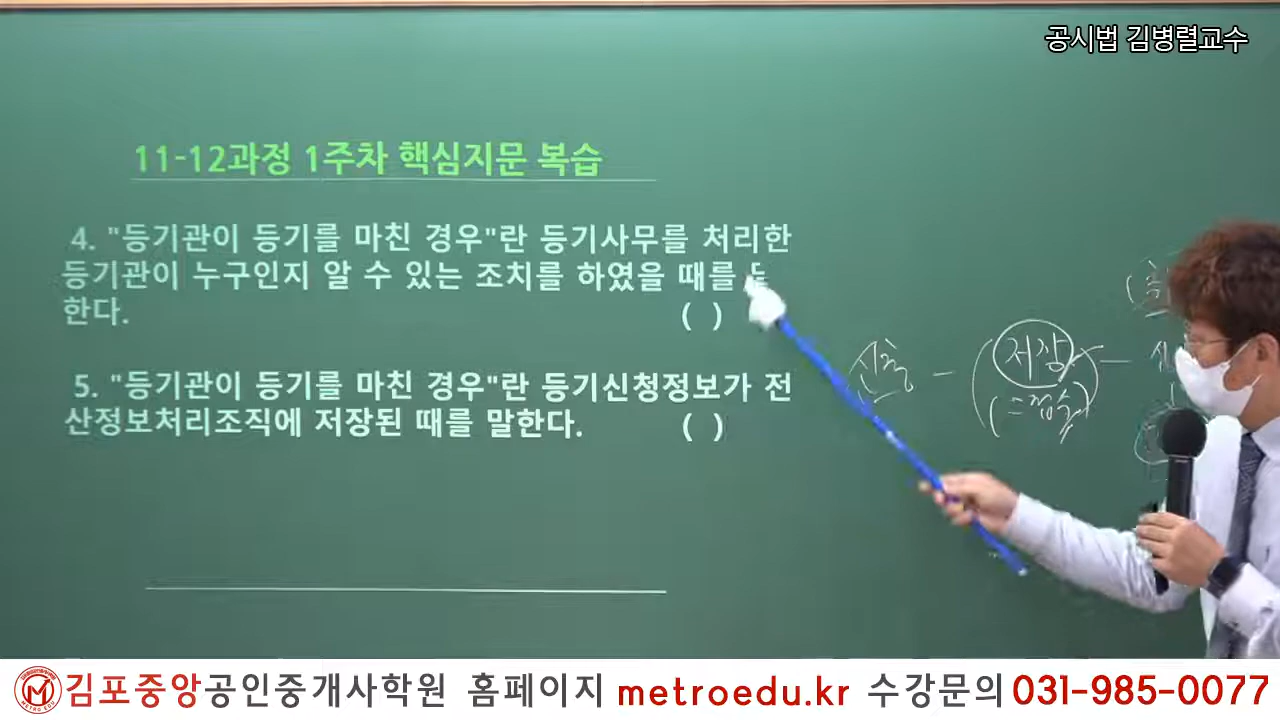 공시법 김병렬교수
11-12과정 1주차 핵심지문 복습
4. "등기관이 등기를 마친 경우"란 등기사무를 처리한
등기관이 누구인지 알 수 있는 조치를 하였을 때를
한다. ( )
5. "등기관이 등기를 마친 경우"란 등기신청정보가 전
산정보처리조직에 저장된 때를 말한다. ( )
신청 - (저장) -
(=접수)
METRO EDU
김포중앙공인중개사학원 홈페이지 metroedu.kr 수강문의 031-985-0077